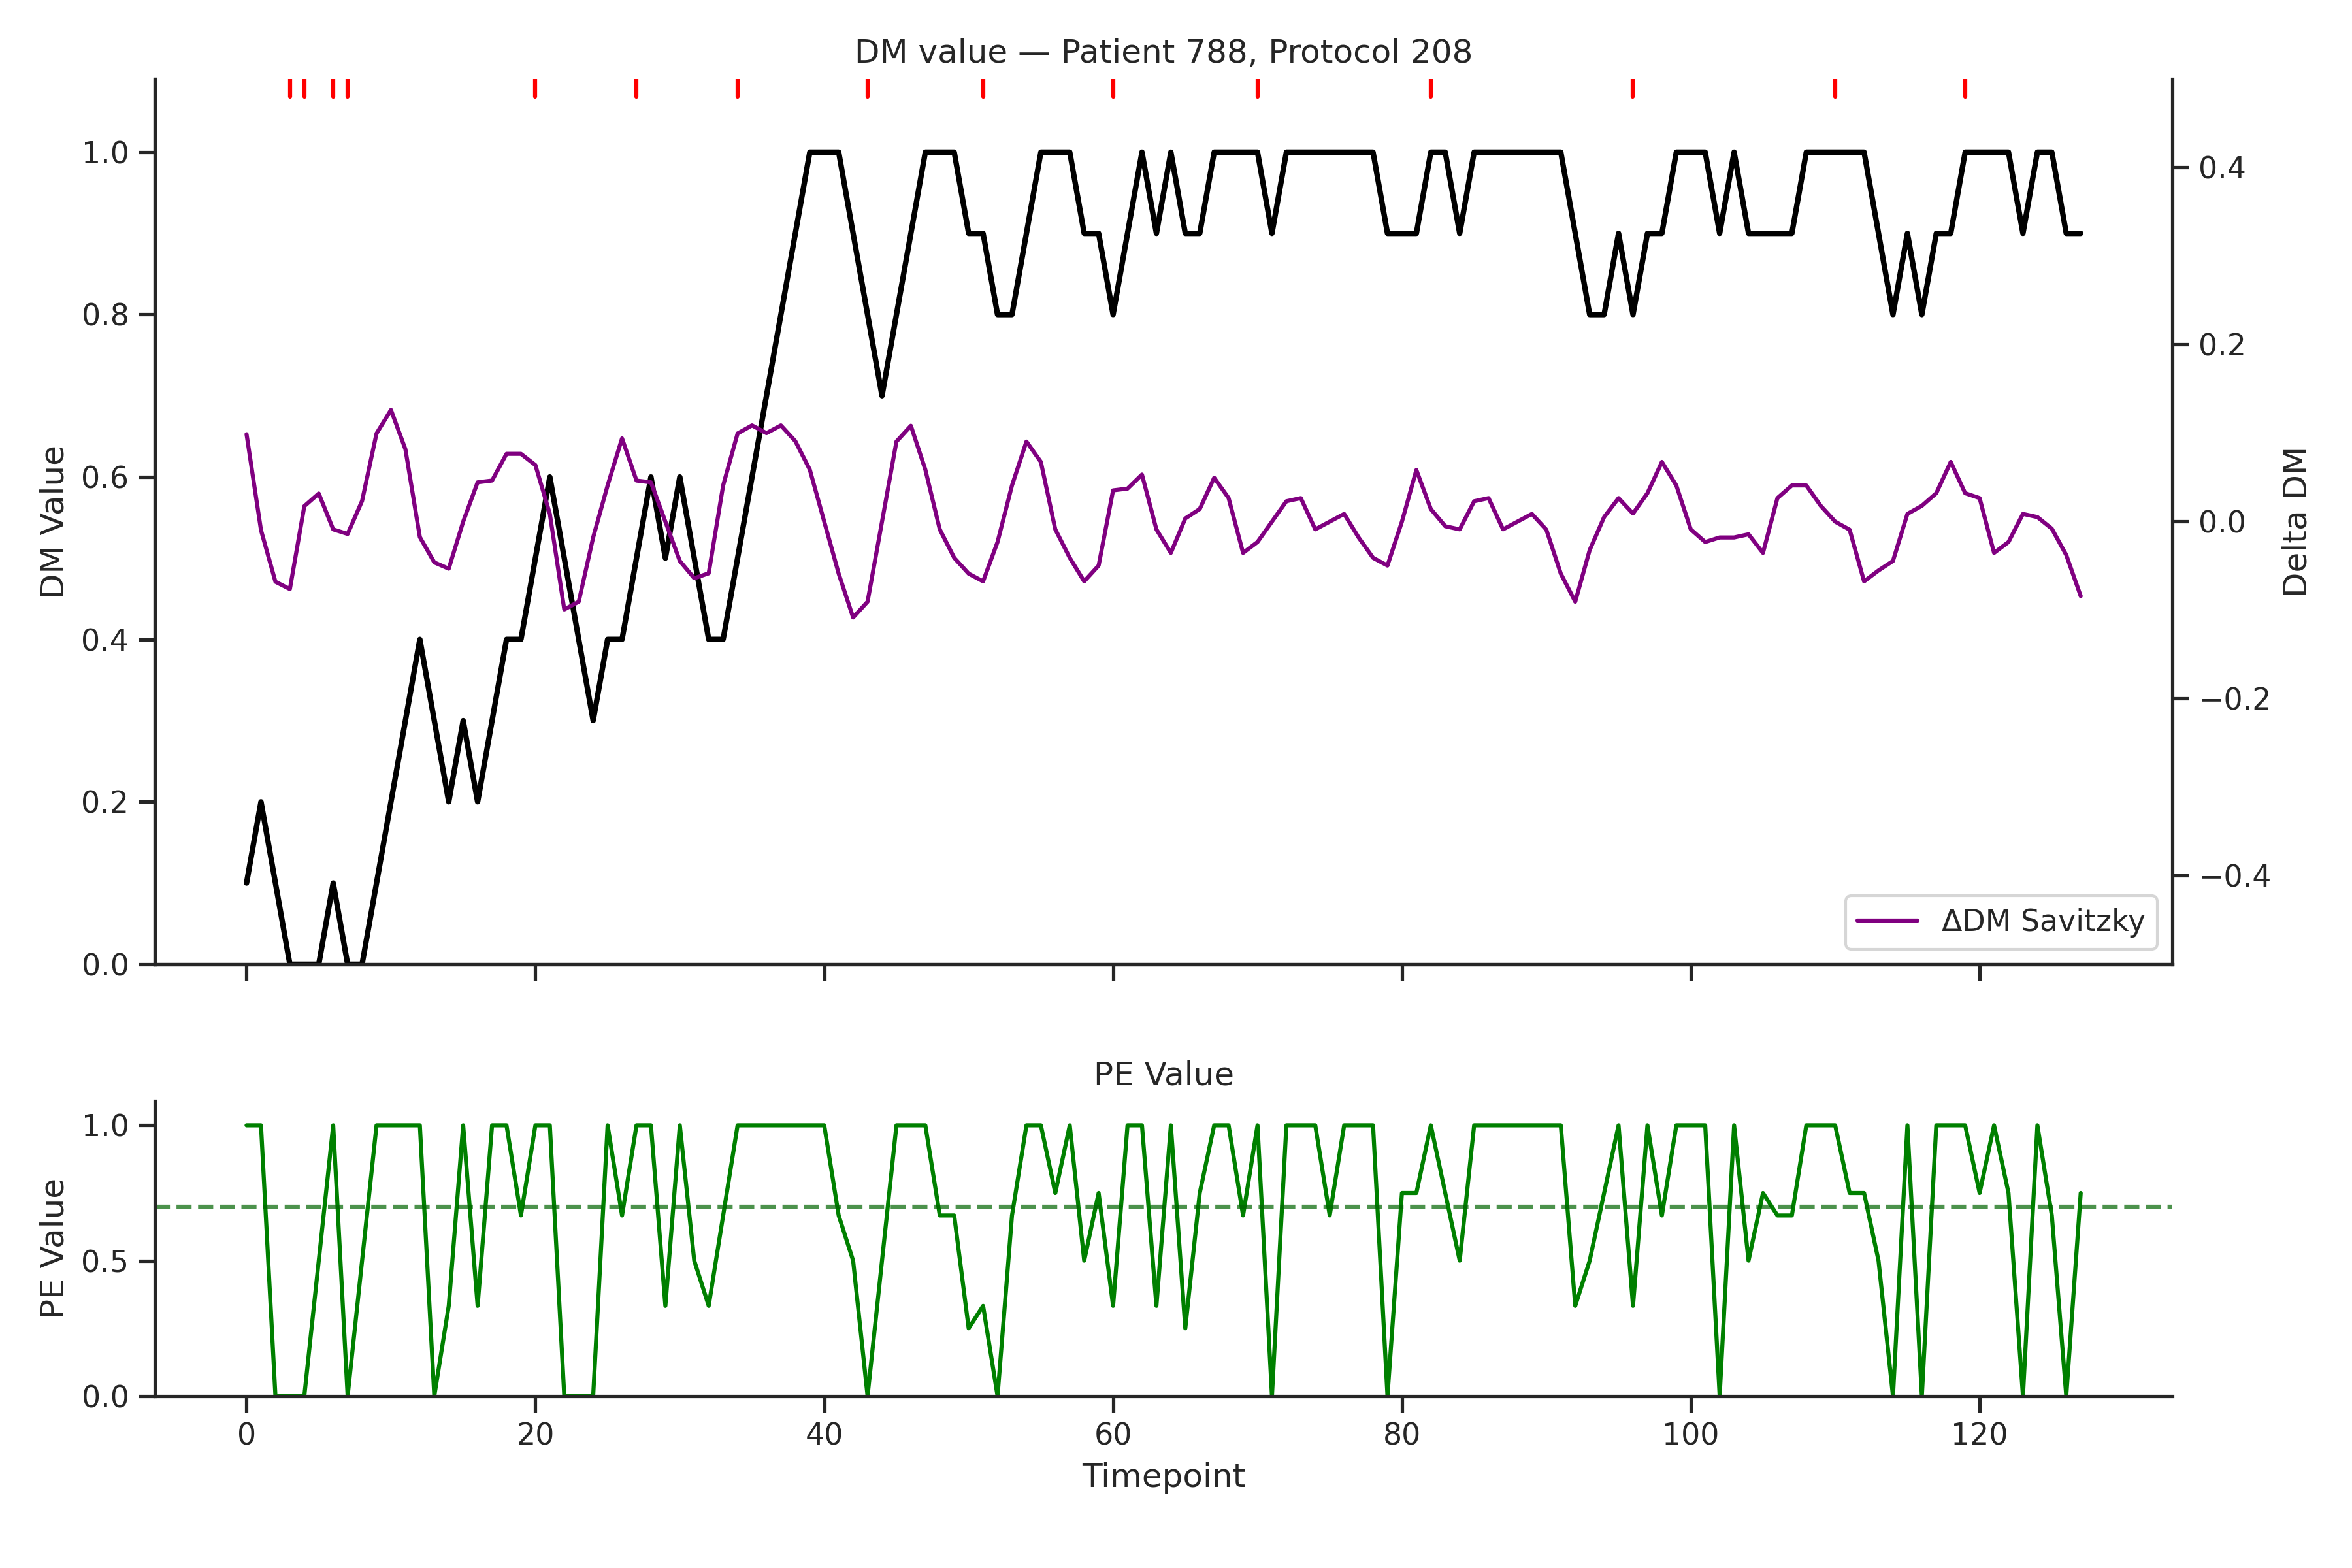 DM value — Patient 788, Protocol 208
DM Value
1.0
0.8
0.6
0.4
0.2
0.0
0.4
0.2
0.0
−0.2
−0.4
Delta DM
ΔDM Savitzky
PE Value
PE Value
1.0
0.5
0.0
0 20 40 60 80 100 120
Timepoint